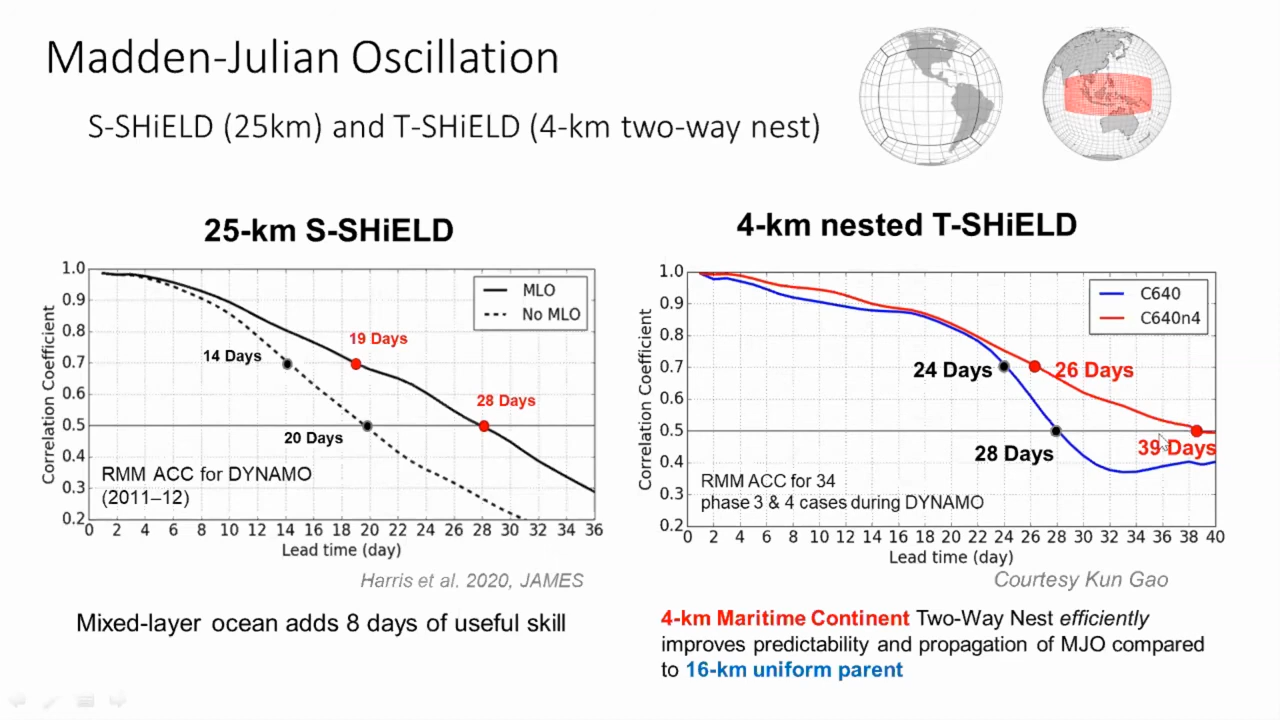 Madden-Julian Oscillation
S-SHiELD (25km) and T-SHiELD (4-km two-way nest)
25-km S-SHiELD
1.0
0.9
0.8
0.7
0.6
0.5
0.4
0.3
0.2
Correlation Coefficient
MLO
No MLO
14 Days
19 Days
28 Days
20 Days
RMM ACC for DYNAMO
(2011–12)
0 2 4 6 8 10 12 14 16 18 20 22 24 26 28 30 32 34 36
Lead time (day)
Harris et al. 2020, JAMES
Mixed-layer ocean adds 8 days of useful skill
4-km nested T-SHiELD
1.0
0.9
0.8
0.7
0.6
0.5
0.4
0.3
0.2
Correlation Coefficient
C640
C640n4
24 Days
26 Days
28 Days
39 Days
RMM ACC for 34
phase 3 & 4 cases during DYNAMO
0 2 4 6 8 10 12 14 16 18 20 22 24 26 28 30 32 34 36 38 40
Lead time (day)
Courtesy Kun Gao
4-km Maritime Continent Two-Way Nest efficiently
improves predictability and propagation of MJO compared
to 16-km uniform parent